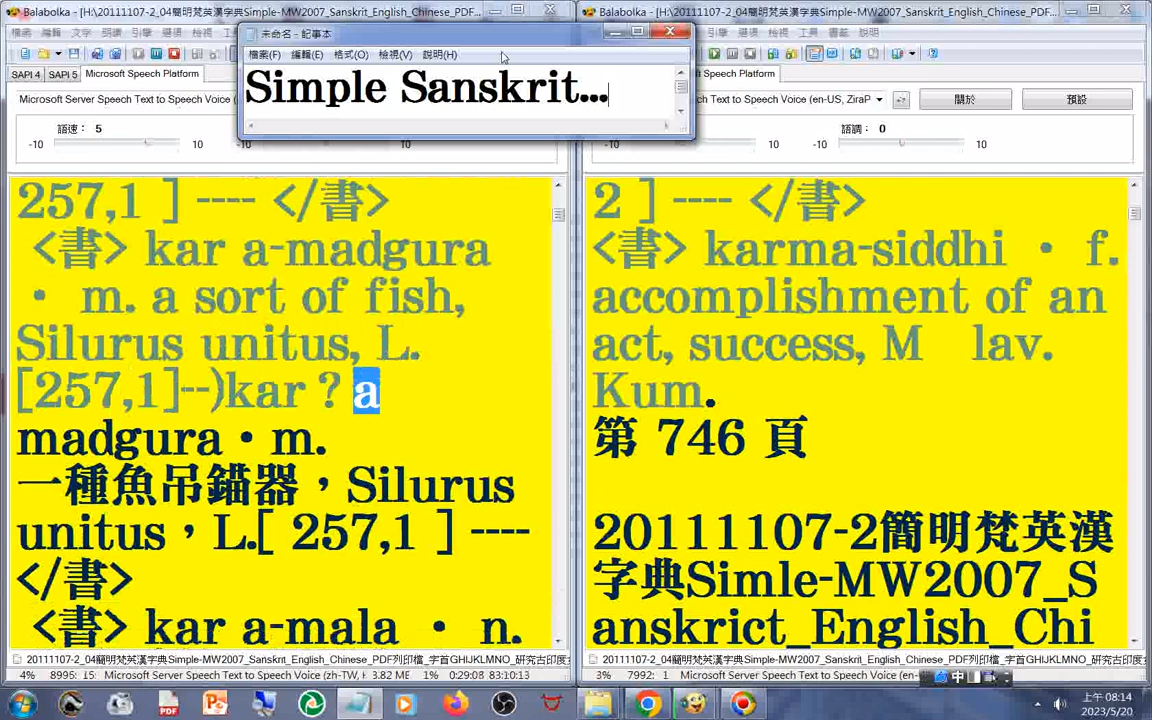 Balabolka - [H:\20111107-2_04簡明梵英漢字典Simple-MW2007_Sanskrit_English_Chinese_PDF...
Balabolka - [H:\20111107-2_04簡明梵英漢字典Simple-MW2007_Sanskrit_English_Chinese_PDF...
未命名 - 記事本
檔案(F) 編輯(E) 格式(O) 檢視(V) 說明(H)
Simple Sanskrit...
SAPI 4 SAPI 5 Microsoft Speech Platform
Speech Platform
Microsoft Server Speech Text to Speech Voice
ch Text to Speech Voice (en-US, ZiraP
關於
預設
語速： 5
-10 10
10
語調： 0
-10 10
-10 10
257,1 ] ---- </書>
<書> kar a-madgura
• m. a sort of fish,
Silurus unitus, L.
[257,1]--)kar ? a
madgura • m.
一種魚吊錨器，Silurus
unitus，L.[ 257,1 ] ----
</書>
<書> kar a-mala • n.
2 ] ---- </書>
<書> karma-siddhi • f.
accomplishment of an
act, success, M lav.
Kum.
第 746 頁
20111107-2簡明梵英漢
字典Simle-MW2007_S
anskrict_English_Chi
20111107-2_04簡明梵英漢字典Simple-MW2007_Sanskrit_English_Chinese_PDF列印檔_字首GHIJKLMNO_研究古印度
20111107-2_04簡明梵英漢字典Simple-MW2007_Sanskrit_English_Chinese_PDF列印檔_字首GHIJKLMNO_研究古印度
4% 8995: 15: Microsoft Server Speech Text to Speech Voice (zh-TW, 3.82 MB 1% 0:29:08 83:10:13
3% 7992: 1 Microsoft Server Speech Text to Speech Voice (en-
中
上午 08:14
2023/5/20